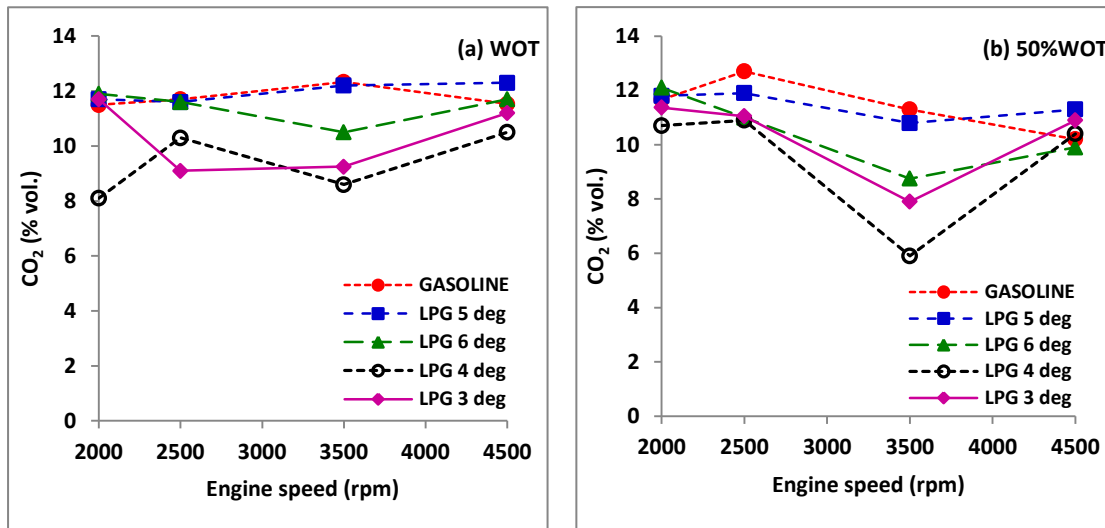 (a) WOT
14
12
10
8
6
4
2
0
CO₂ (% vol.)
GASOLINE
LPG 5 deg
LPG 6 deg
LPG 4 deg
LPG 3 deg
2000 2500 3000 3500 4000 4500
Engine speed (rpm)
(b) 50%WOT
14
12
10
8
6
4
2
0
CO₂ (% vol.)
GASOLINE
LPG 5 deg
LPG 6 deg
LPG 4 deg
LPG 3 deg
2000 2500 3000 3500 4000 4500
Engine speed (rpm)